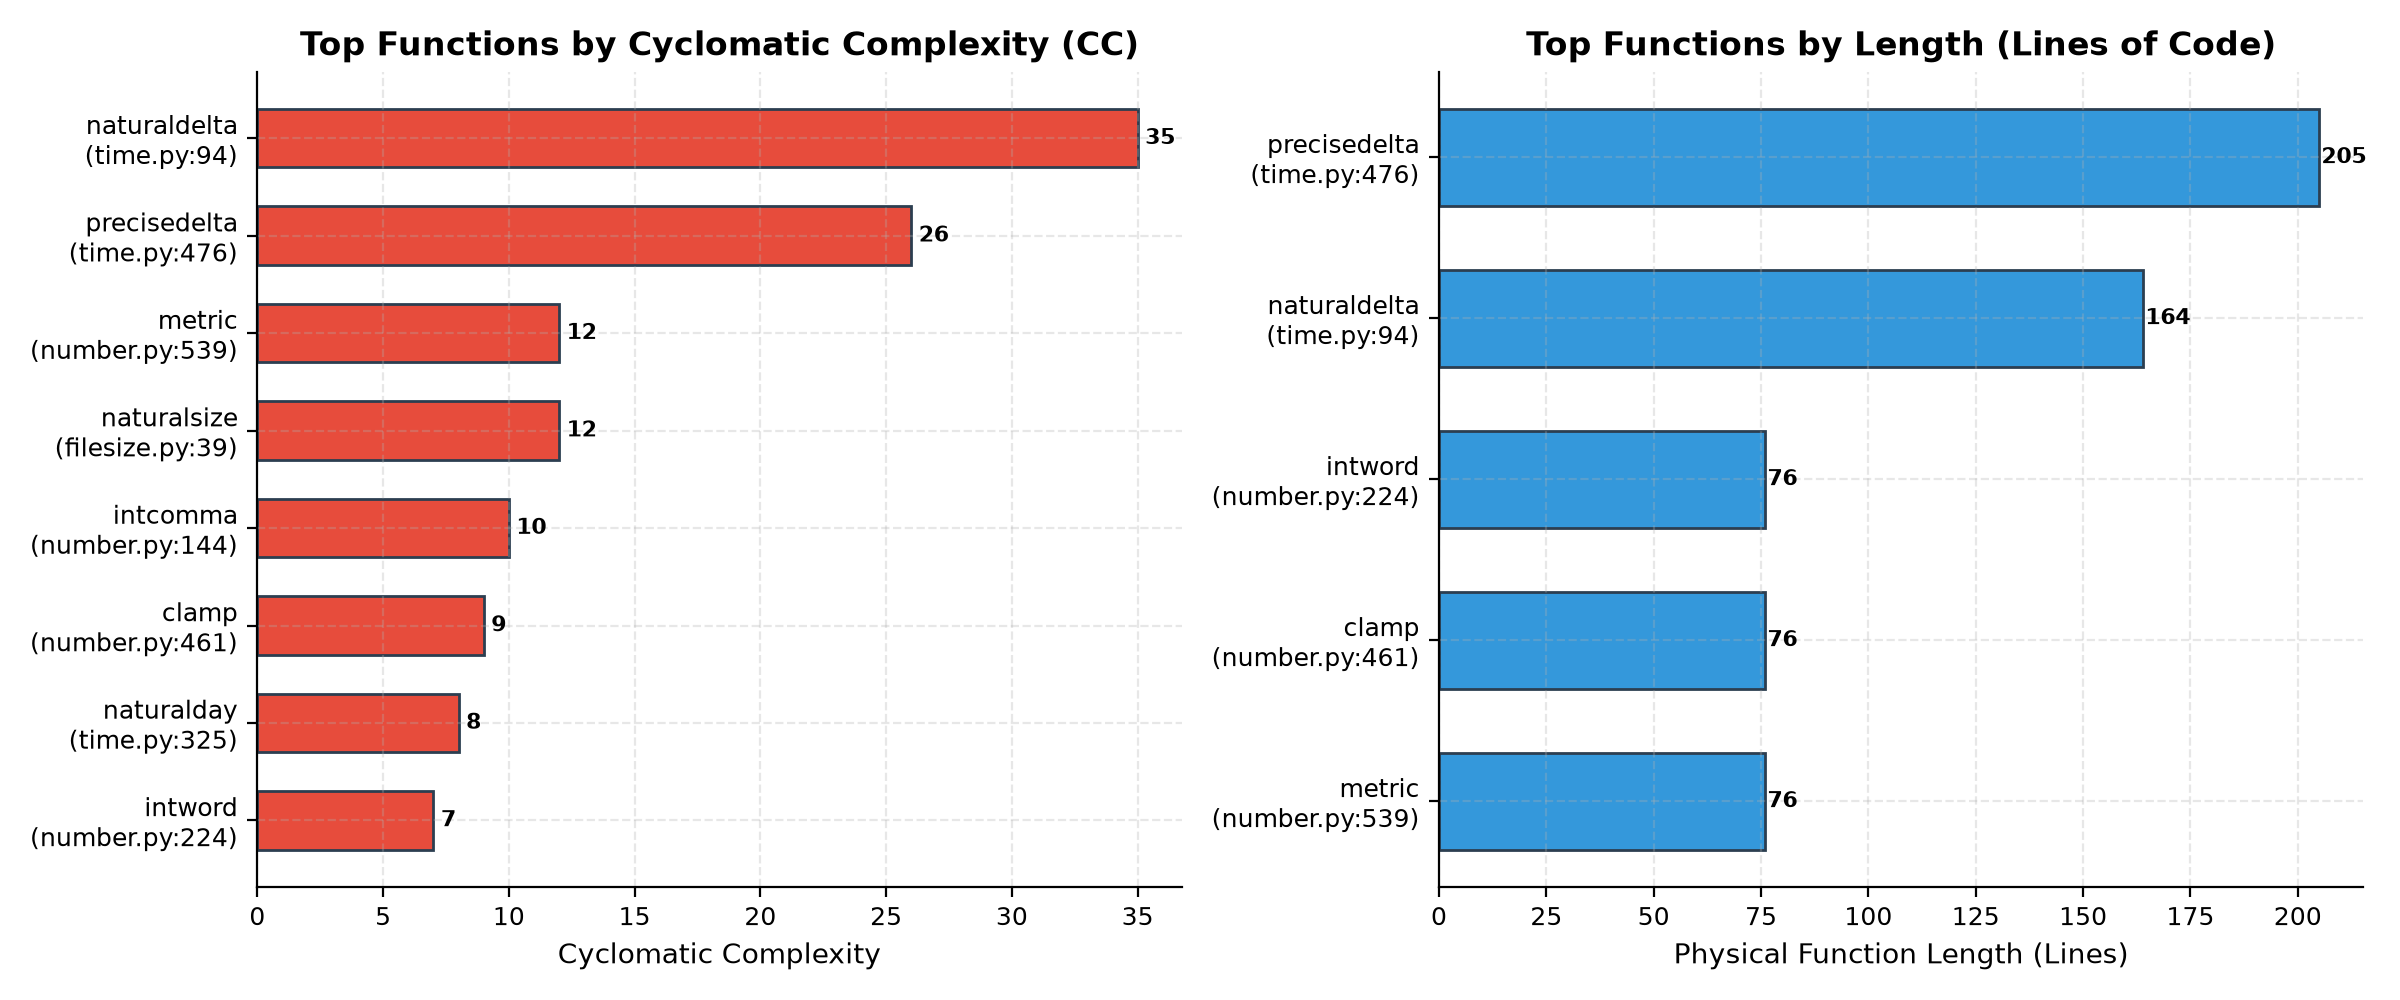 Top Functions by Cyclomatic Complexity (CC)
naturaldelta
(time.py:94)
35
precisedelta
(time.py:476)
26
metric
(number.py:539)
12
naturalsize
(filesize.py:39)
12
intcomma
(number.py:144)
10
clamp
(number.py:461)
9
naturalday
(time.py:325)
8
intword
(number.py:224)
7
0 5 10 15 20 25 30 35
Cyclomatic Complexity
Top Functions by Length (Lines of Code)
precisedelta
(time.py:476)
205
naturaldelta
(time.py:94)
164
intword
(number.py:224)
76
clamp
(number.py:461)
76
metric
(number.py:539)
76
0 25 50 75 100 125 150 175 200
Physical Function Length (Lines)